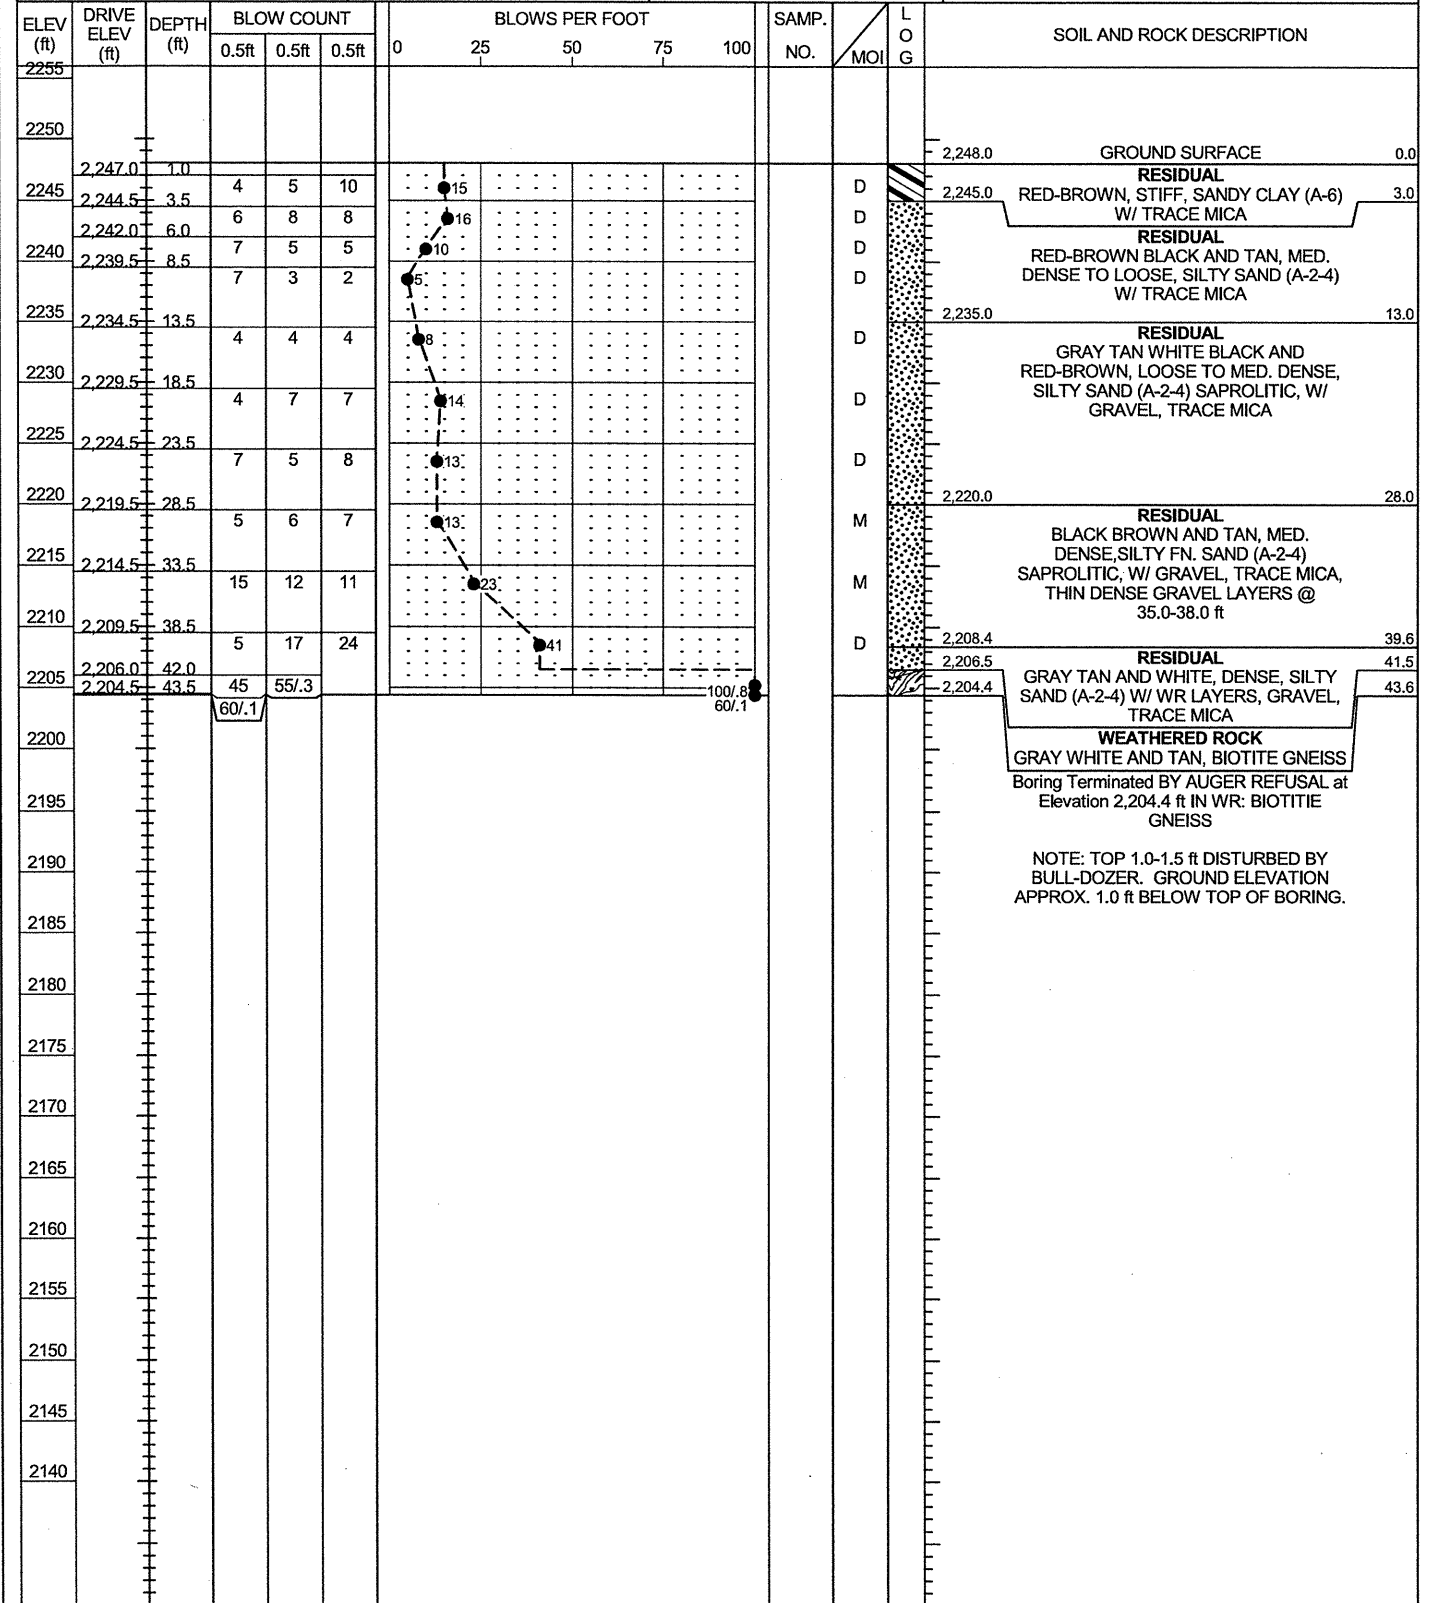 ELEV (ft) DRIVE ELEV (ft) DEPTH (ft) BLOW COUNT BLOWS PER FOOT SAMP. NO. MOI L O G SOIL AND ROCK DESCRIPTION
0.5ft 0.5ft 0.5ft 0 25 50 75 100
2255
2250
2,248.0 GROUND SURFACE 0.0
2,247.0 1.0
RESIDUAL
2245 4 5 10 15 D
2,245.0 RED-BROWN, STIFF, SANDY CLAY (A-6) 3.0
2,244.5 3.5
W/ TRACE MICA
6 8 8 16 D
2,242.0 6.0
RESIDUAL
2240 7 5 5 10 D
RED-BROWN BLACK AND TAN, MED.
2,239.5 8.5
DENSE TO LOOSE, SILTY SAND (A-2-4)
7 3 2 5 D
W/ TRACE MICA
2235
2,235.0 13.0
2,234.5 13.5
RESIDUAL
4 4 4 8 D
GRAY TAN WHITE BLACK AND
RED-BROWN, LOOSE TO MED. DENSE,
2230
2,229.5 18.5
SILTY SAND (A-2-4) SAPROLITIC, W/
4 7 7 14 D
GRAVEL, TRACE MICA
2225
2,224.5 23.5
7 5 8 13 D
2220
2,220.0 28.0
2,219.5 28.5
RESIDUAL
5 6 7 13 M
BLACK BROWN AND TAN, MED.
DENSE,SILTY FN. SAND (A-2-4)
2215
2,214.5 33.5
SAPROLITIC, W/ GRAVEL, TRACE MICA,
15 12 11 23 M
THIN DENSE GRAVEL LAYERS @
35.0-38.0 ft
2210
2,209.5 38.5
5 17 24 41 D
2,208.4 39.6
RESIDUAL
2,206.5 41.5
2,206.0 42.0
GRAY TAN AND WHITE, DENSE, SILTY
2205
2,204.5 43.5 45 55/.3 100/.8
2,204.4 SAND (A-2-4) W/ WR LAYERS, GRAVEL, 43.6
60/.1 60/.1
TRACE MICA
2200
WEATHERED ROCK
GRAY WHITE AND TAN, BIOTITE GNEISS
Boring Terminated BY AUGER REFUSAL at
2195
Elevation 2,204.4 ft IN WR: BIOTITIE
GNEISS
2190
NOTE: TOP 1.0-1.5 ft DISTURBED BY
BULL-DOZER. GROUND ELEVATION
APPROX. 1.0 ft BELOW TOP OF BORING.
2185
2180
2175
2170
2165
2160
2155
2150
2145
2140